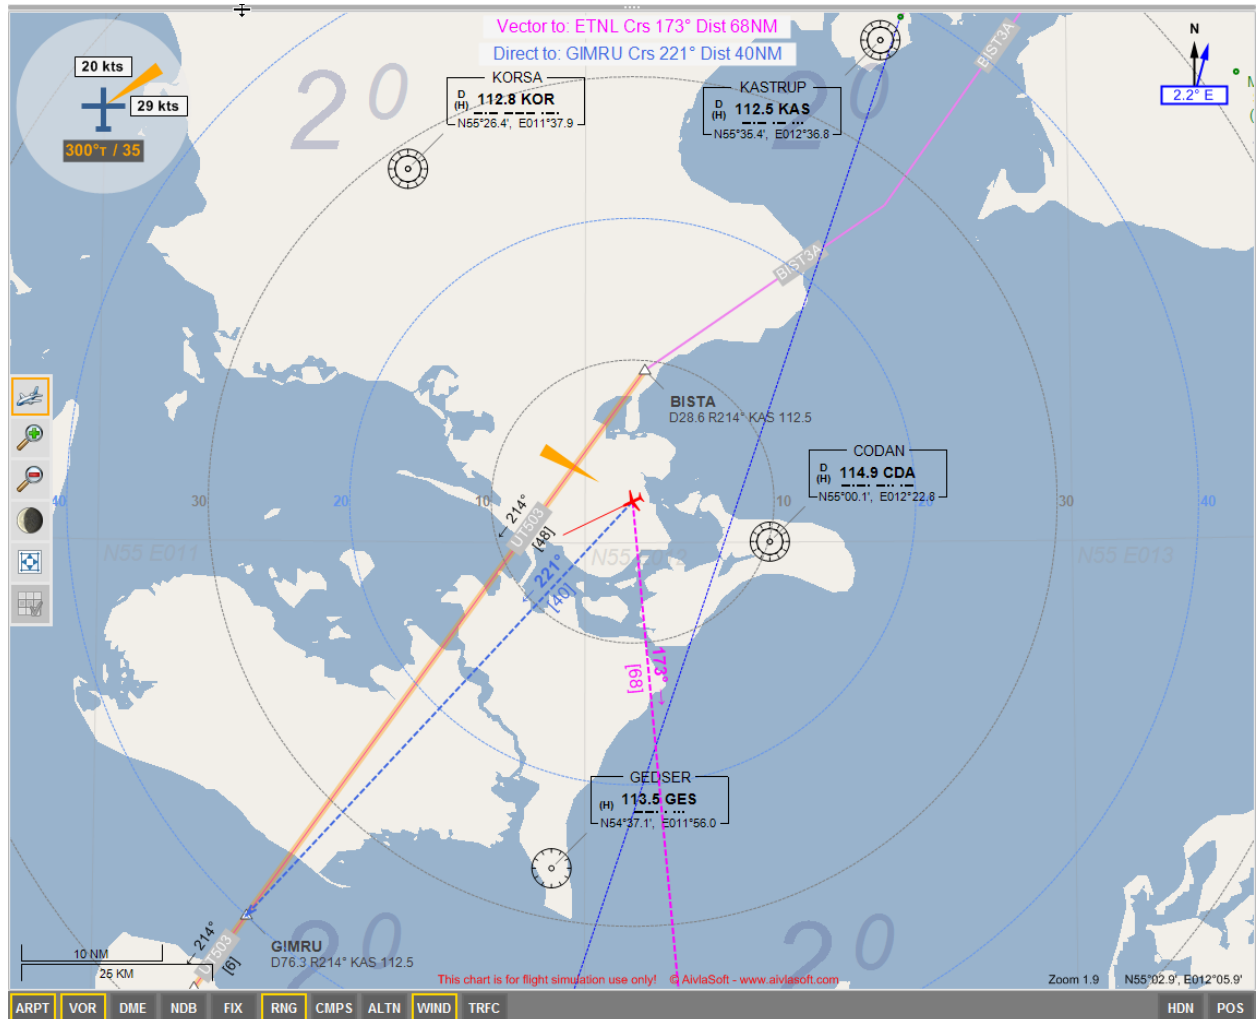 Vector to: ETNL Crs 173° Dist 68NM
Direct to: GIMRU Crs 221° Dist 40NM
20 kts
29 kts
300°T / 35
N
2.2° E
M
(
2⁰
2⁰
KORSA
D
(H) 112.8 KOR
N55°26.4', E011°37.9
KASTRUP
D
(H) 112.5 KAS
N55°35.4', E012°36.8
BIST3A
BIST3A
BISTA
D28.6 R214° KAS 112.5
CODAN
D
(H) 114.9 CDA
N55°00.1', E012°22.8
40
30
20
10
10
20
30
40
← 214°
UT503
[48]
N55 E011
N55 E012
N55 E013
← 221°
[40]
173° →
[68]
GEDSER
(H) 113.5 GES
N54°37.1', E011°56.0
← 214°
UT503
[6]
GIMRU
D76.3 R214° KAS 112.5
2⁰
2⁰
10 NM
25 KM
This chart is for flight simulation use only! © AivlaSoft - www.aivlasoft.com
Zoom 1.9 N55°02.9', E012°05.9'
ARPT VOR DME NDB FIX RNG CMPS ALTN WIND TRFC HDN POS